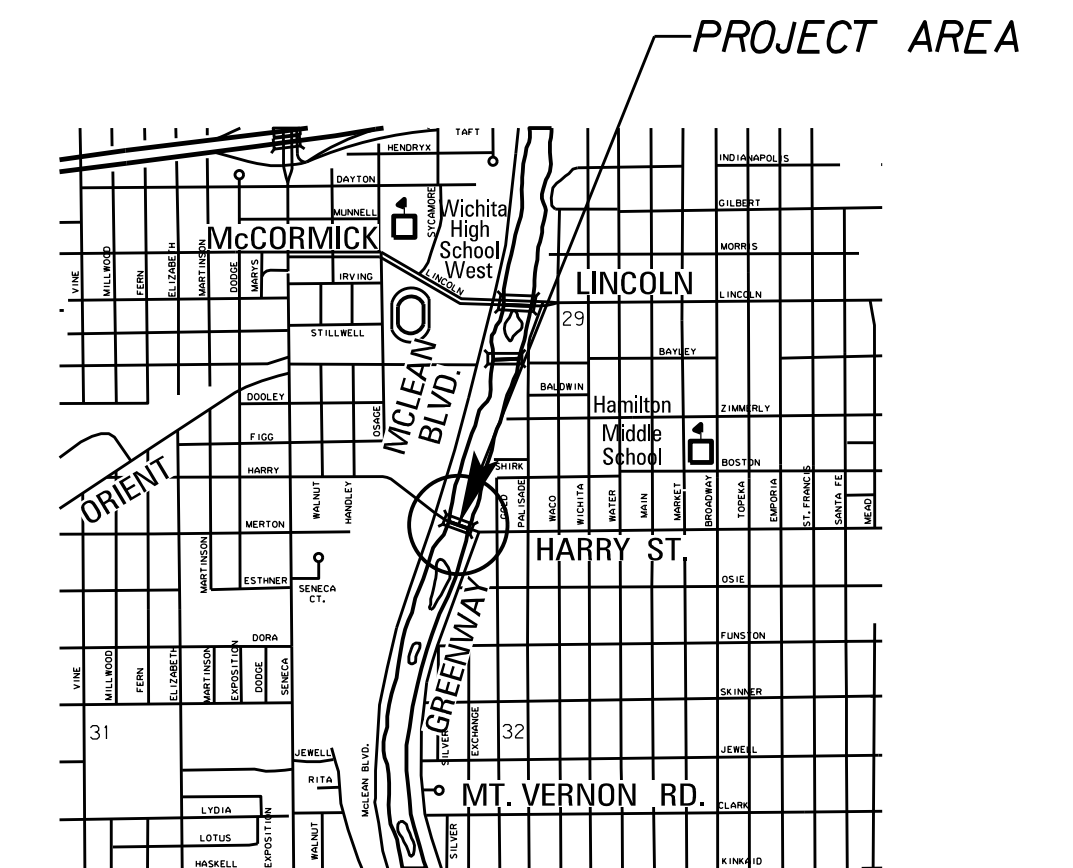 PROJECT AREA
TAFT
HENDRYX
INDIANAPOLIS
DAYTON
GILBERT
MUNNELL
SYCAMORE
Wichita
High
School
West
McCORMICK
MORRIS
VINE
MILLWOOD
FERN
ELIZABETH
MARTINSON
DODGE
MARYS
IRVING
LINCOLN
LINCOLN
LINCOLN
29
STILLWELL
MCLEAN
BLVD.
BAYLEY
BALDWIN
DOOLEY
OSAGE
Hamilton
Middle
School
ZIMMERLY
FIGG
HARRY
SHIRK
BOSTON
ORIENT
WALNUT
HANDLEY
GOLD
PALISADE
WACO
WICHITA
WATER
MAIN
MARKET
BROADWAY
TOPEKA
EMPORIA
ST.FRANCIS
SANTA FE
MEAD
MERTON
HARRY ST.
MARTINSON
ESTHNER
SENECA
CT.
OSIE
GREENWAY
DORA
FUNSTON
VINE
MILLWOOD
FERN
ELIZABETH
MARTINSON
EXPOSITION
DODGE
SENECA
SKINNER
31
32
SILVER
EXCHANGE
JEWELL
McLEAN BLVD.
JEWELL
RITA
MT. VERNON RD.
CLARK
LYDIA
EXPOSITION
LOTUS
WALNUT
SILVER
HASKELL
KINKAID